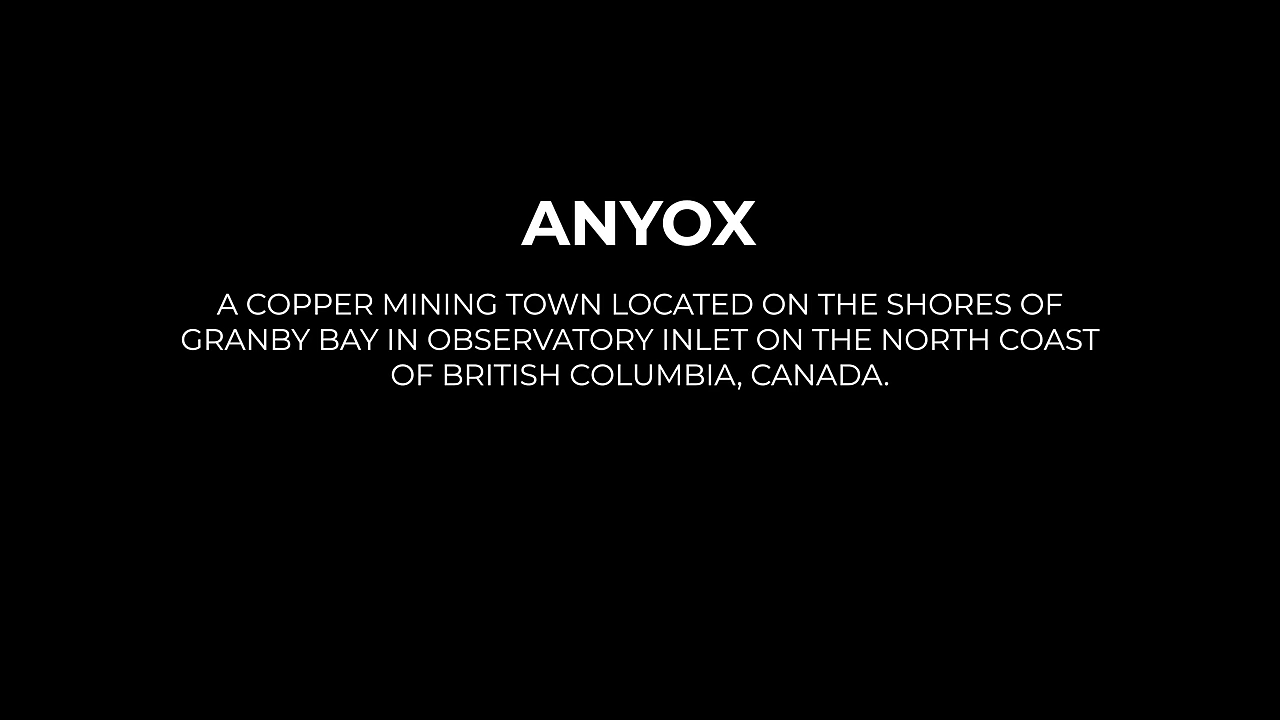 ANYOX
A COPPER MINING TOWN LOCATED ON THE SHORES OF
GRANBY BAY IN OBSERVATORY INLET ON THE NORTH COAST
OF BRITISH COLUMBIA, CANADA.